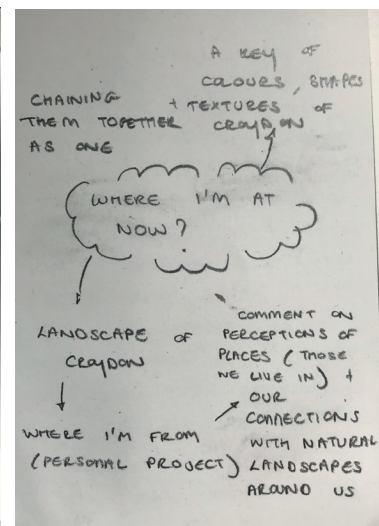 A KEY OF
COLOURS, SHAPES
+ TEXTURES OF
CROYDON
CHAINING
THEM TOGETHER
AS ONE
WHERE I'M AT
NOW?
LANDSCAPE OF
CROYDON
WHERE I'M FROM
(PERSONAL PROJECT)
COMMENT ON
PERCEPTIONS OF
PLACES (THOSE
WE LIVE IN) +
OUR
CONNECTIONS
WITH NATURAL
LANDSCAPES
AROUND US